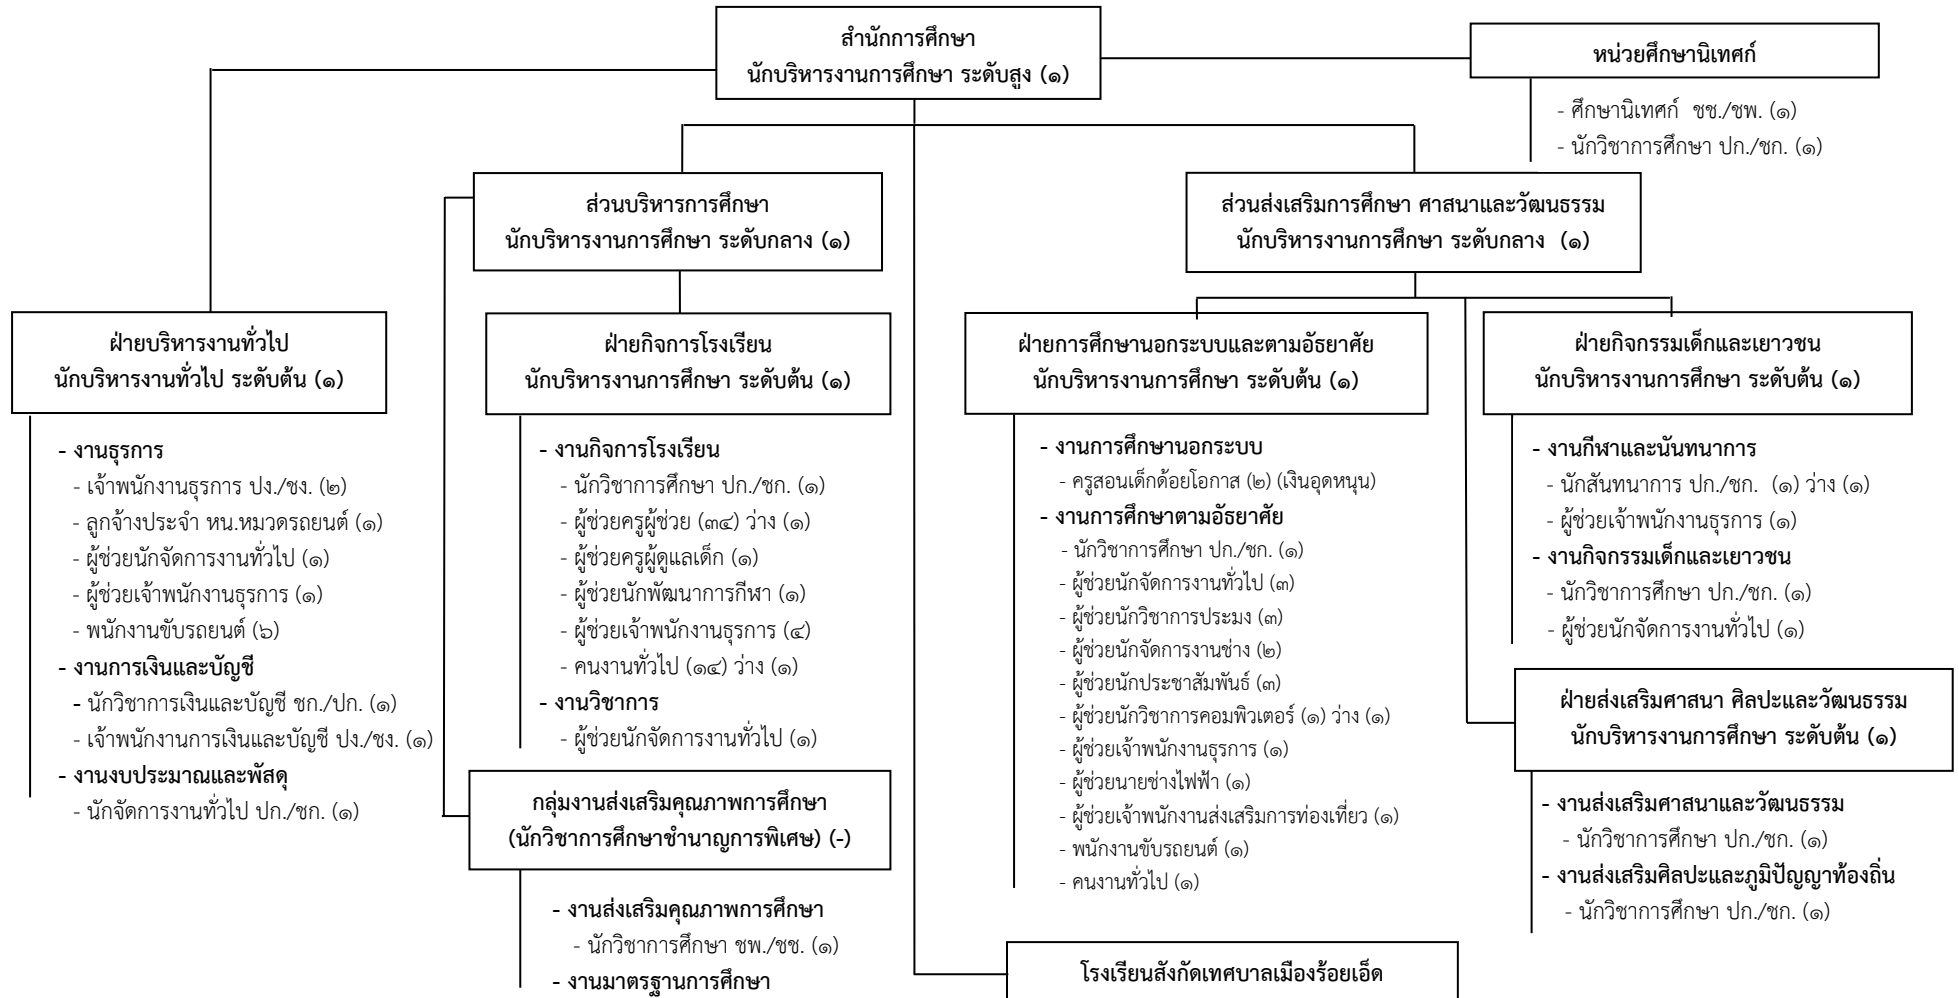 สำนักการศึกษา
นักบริหารงานการศึกษา ระดับสูง (๑)
หน่วยศึกษานิเทศก์
- ศึกษานิเทศก์ ชช./ชพ. (๑)
- นักวิชาการศึกษา ปก./ชก. (๑)
ส่วนบริหารการศึกษา
นักบริหารงานการศึกษา ระดับกลาง (๑)
ส่วนส่งเสริมการศึกษา ศาสนาและวัฒนธรรม
นักบริหารงานการศึกษา ระดับกลาง (๑)
ฝ่ายบริหารงานทั่วไป
นักบริหารงานทั่วไป ระดับต้น (๑)
- งานธุรการ
- เจ้าพนักงานธุรการ ปง./ชง. (๒)
- ลูกจ้างประจำ หน.หมวดรถยนต์ (๑)
- ผู้ช่วยนักจัดการงานทั่วไป (๑)
- ผู้ช่วยเจ้าพนักงานธุรการ (๑)
- พนักงานขับรถยนต์ (๖)
- งานการเงินและบัญชี
- นักวิชาการเงินและบัญชี ชก./ปก. (๑)
- เจ้าพนักงานการเงินและบัญชี ปง./ชง. (๑)
- งานงบประมาณและพัสดุ
- นักจัดการงานทั่วไป ปก./ชก. (๑)
ฝ่ายกิจการโรงเรียน
นักบริหารงานการศึกษา ระดับต้น (๑)
- งานกิจการโรงเรียน
- นักวิชาการศึกษา ปก./ชก. (๑)
- ผู้ช่วยครูผู้ช่วย (๓๔) ว่าง (๑)
- ผู้ช่วยครูผู้ดูแลเด็ก (๑)
- ผู้ช่วยนักพัฒนาการกีฬา (๑)
- ผู้ช่วยเจ้าพนักงานธุรการ (๔)
- คนงานทั่วไป (๑๔) ว่าง (๑)
- งานวิชาการ
- ผู้ช่วยนักจัดการงานทั่วไป (๑)
กลุ่มงานส่งเสริมคุณภาพการศึกษา
(นักวิชาการศึกษาชำนาญการพิเศษ) (-)
- งานส่งเสริมคุณภาพการศึกษา
- นักวิชาการศึกษา ชพ./ชช. (๑)
- งานมาตรฐานการศึกษา
ฝ่ายการศึกษานอกระบบและตามอัธยาศัย
นักบริหารงานการศึกษา ระดับต้น (๑)
- งานการศึกษานอกระบบ
- ครูสอนเด็กด้อยโอกาส (๒) (เงินอุดหนุน)
- งานการศึกษาตามอัธยาศัย
- นักวิชาการศึกษา ปก./ชก. (๑)
- ผู้ช่วยนักจัดการงานทั่วไป (๓)
- ผู้ช่วยนักวิชาการประมง (๓)
- ผู้ช่วยนักจัดการงานช่าง (๒)
- ผู้ช่วยนักประชาสัมพันธ์ (๓)
- ผู้ช่วยนักวิชาการคอมพิวเตอร์ (๑) ว่าง (๑)
- ผู้ช่วยเจ้าพนักงานธุรการ (๑)
- ผู้ช่วยนายช่างไฟฟ้า (๑)
- ผู้ช่วยเจ้าพนักงานส่งเสริมการท่องเที่ยว (๑)
- พนักงานขับรถยนต์ (๑)
- คนงานทั่วไป (๑)
โรงเรียนสังกัดเทศบาลเมืองร้อยเอ็ด
ฝ่ายกิจกรรมเด็กและเยาวชน
นักบริหารงานการศึกษา ระดับต้น (๑)
- งานกีฬาและนันทนาการ
- นักสันทนาการ ปก./ชก. (๑) ว่าง (๑)
- ผู้ช่วยเจ้าพนักงานธุรการ (๑)
- งานกิจกรรมเด็กและเยาวชน
- นักวิชาการศึกษา ปก./ชก. (๑)
- ผู้ช่วยนักจัดการงานทั่วไป (๑)
ฝ่ายส่งเสริมศาสนา ศิลปะและวัฒนธรรม
นักบริหารงานการศึกษา ระดับต้น (๑)
- งานส่งเสริมศาสนาและวัฒนธรรม
- นักวิชาการศึกษา ปก./ชก. (๑)
- งานส่งเสริมศิลปะและภูมิปัญญาท้องถิ่น
- นักวิชาการศึกษา ปก./ชก. (๑)